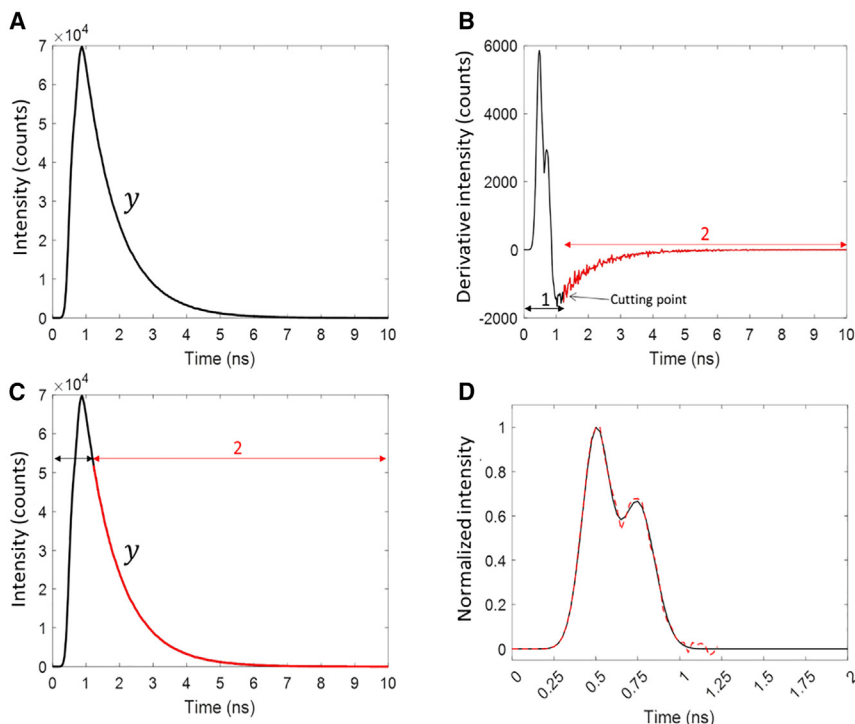 A
×10⁴
7
6
5
4
3
2
1
0
Intensity (counts)
y
0 1 2 3 4 5 6 7 8 9 10
Time (ns)
B
6000
4000
2000
0
-2000
Derivative intensity (counts)
2
1
Cutting point
0 1 2 3 4 5 6 7 8 9 10
Time (ns)
C
×10⁴
7
6
5
4
3
2
1
0
Intensity (counts)
2
y
0 1 2 3 4 5 6 7 8 9 10
Time (ns)
D
1
0.8
0.6
0.4
0.2
0
Normalized intensity
0 0.25 0.5 0.75 1 1.25 1.5 1.75 2
Time (ns)